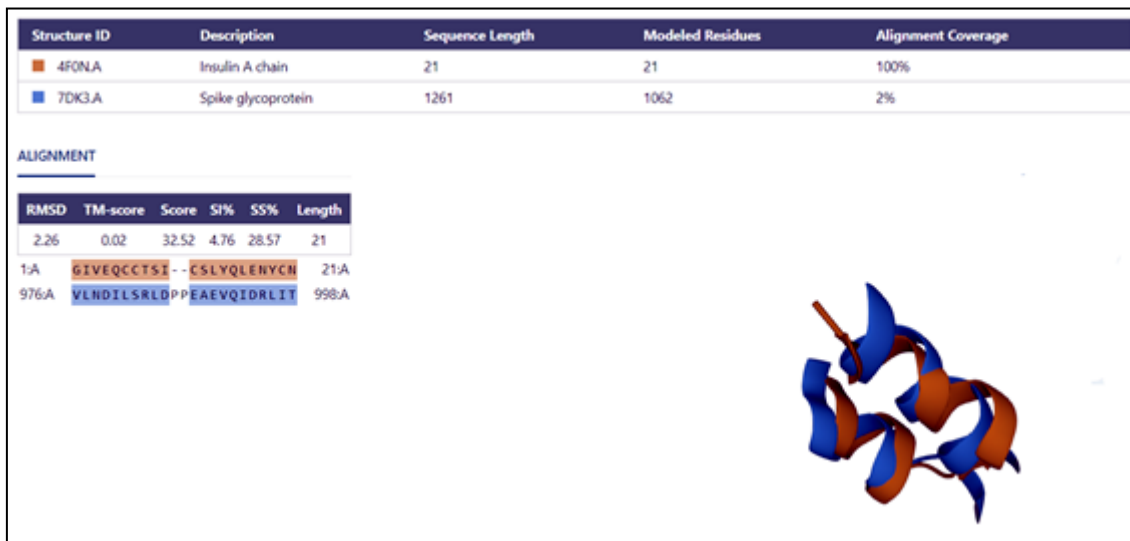 Structure ID Description Sequence Length Modeled Residues Alignment Coverage
4F0N.A Insulin A chain 21 21 100%
7DK3.A Spike glycoprotein 1261 1062 2%
ALIGNMENT
RMSD TM-score Score SI% SS% Length
2.26 0.02 32.52 4.76 28.57 21
1:A GIVEQCCTSI--CSLYQLENYCN 21:A
976:A VLNDILSRLDPPEAEVQIDRLIT 998:A